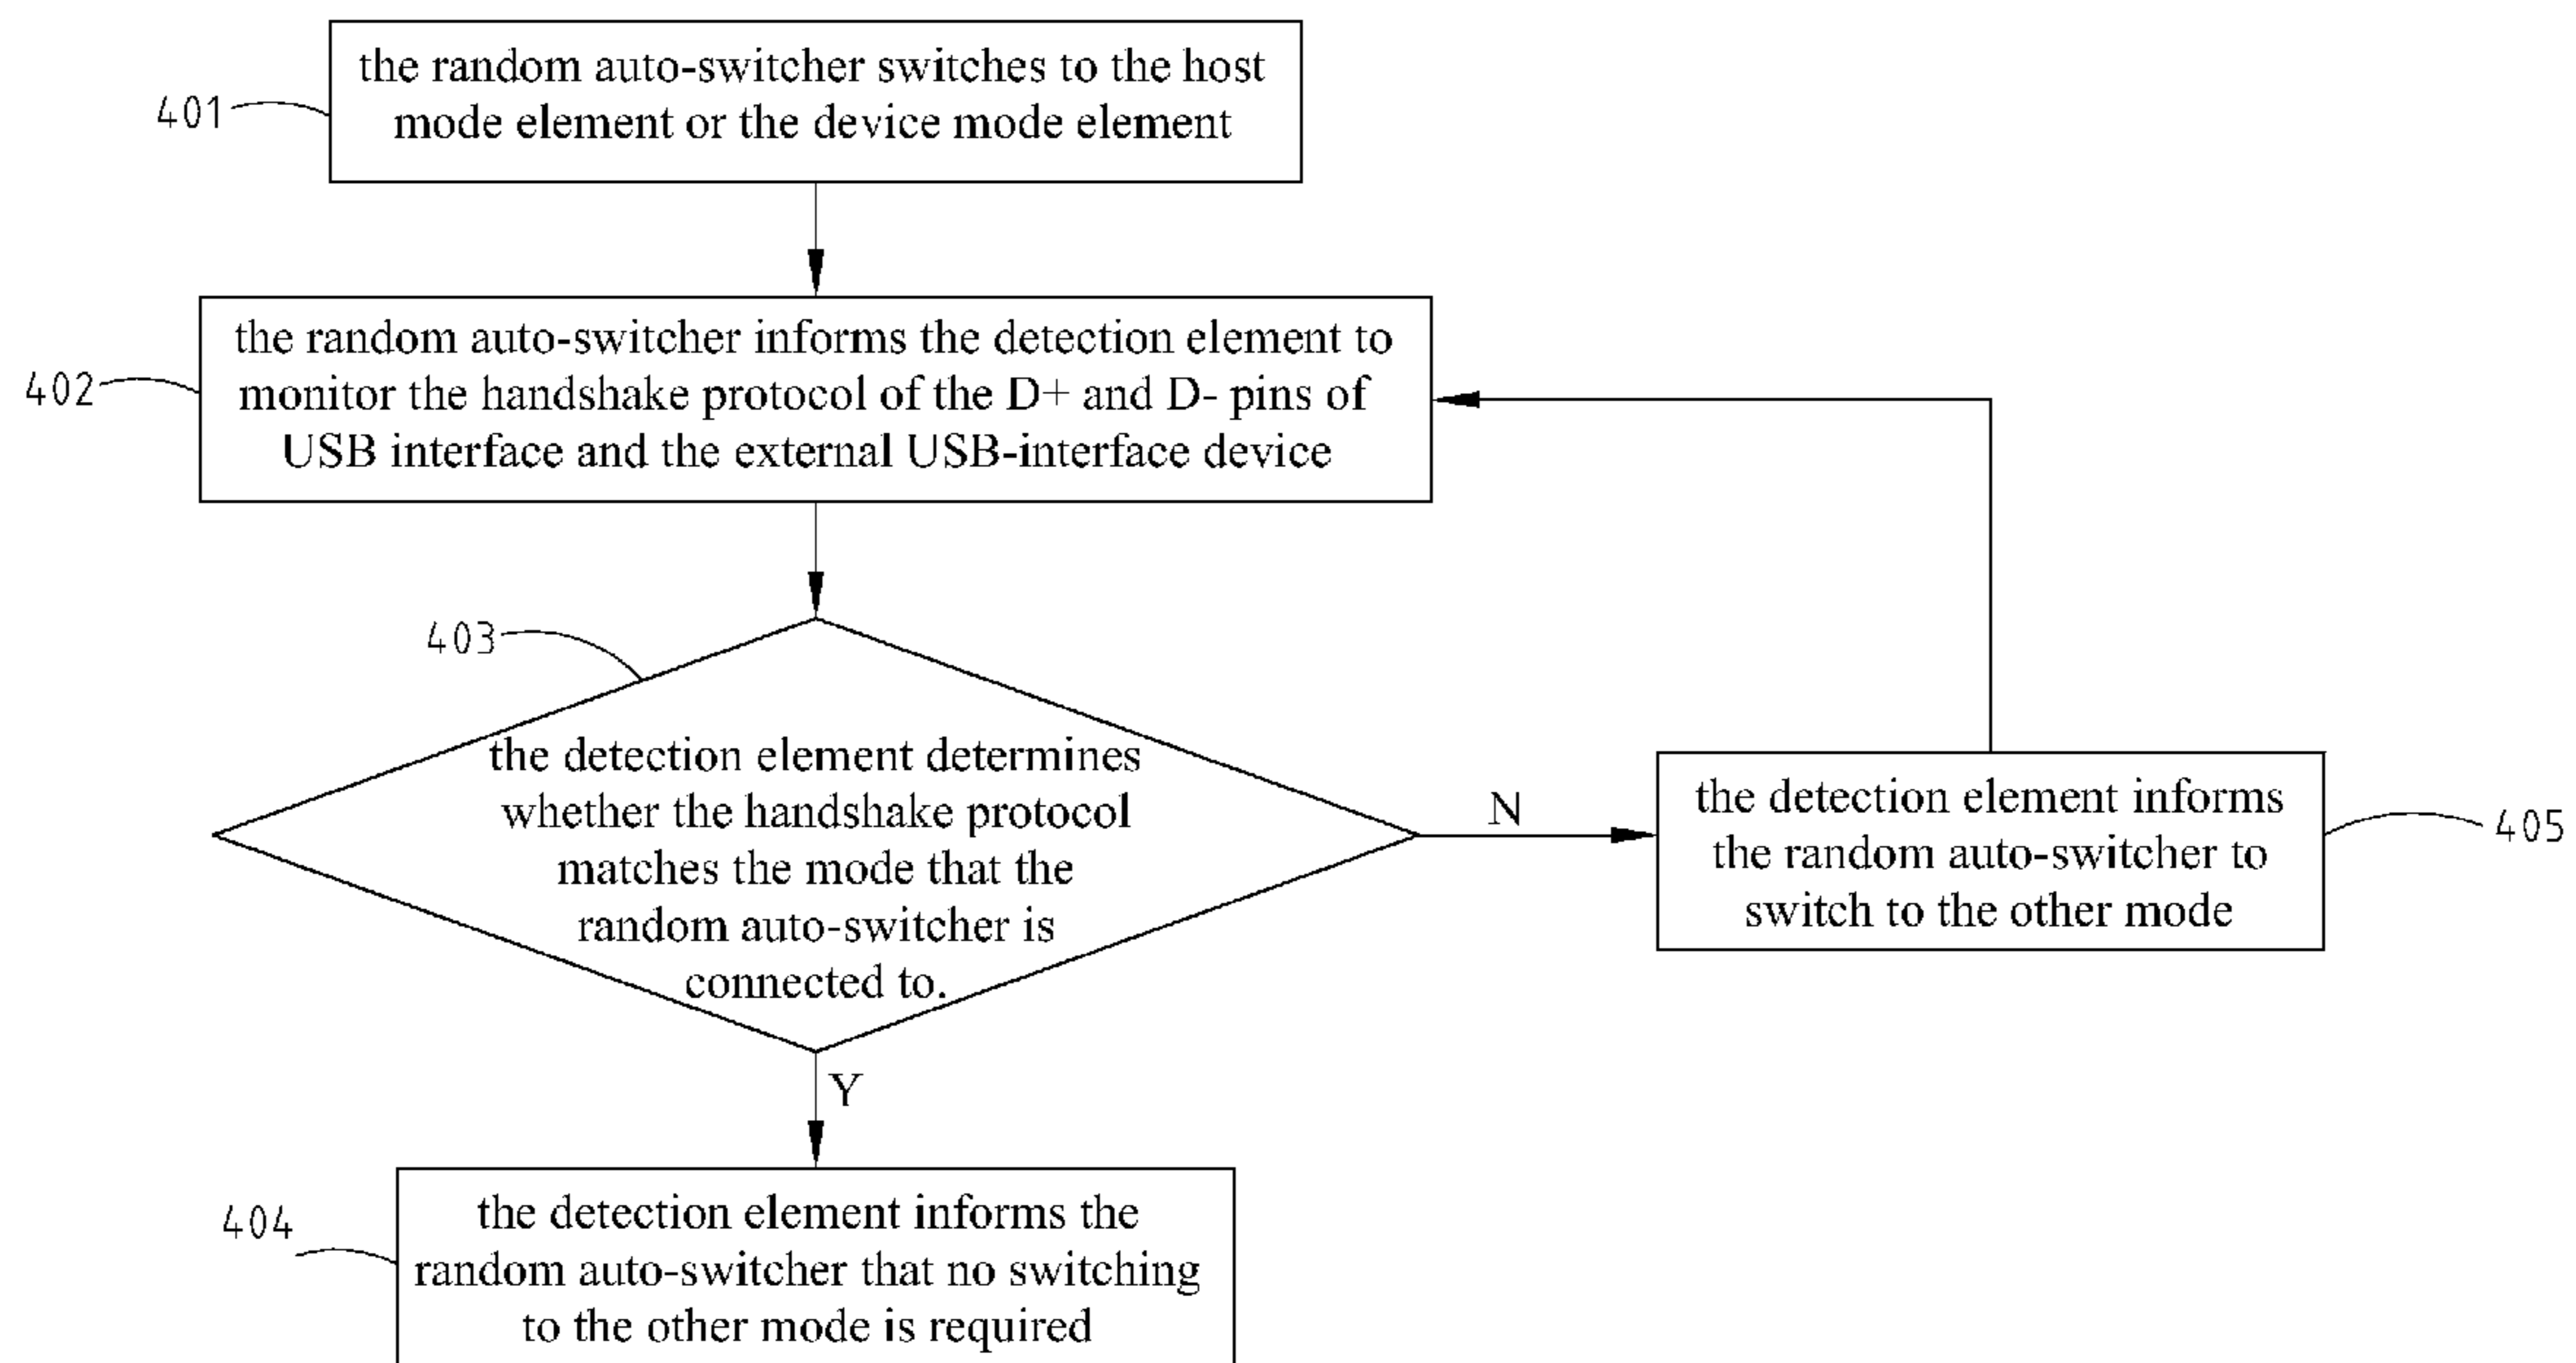 401
the random auto-switcher switches to the host
mode element or the device mode element
402
the random auto-switcher informs the detection element to
monitor the handshake protocol of the D+ and D- pins of
USB interface and the external USB-interface device
403
the detection element determines
whether the handshake protocol
matches the mode that the
random auto-switcher is
connected to.
N
the detection element informs
the random auto-switcher to
switch to the other mode
405
Y
404
the detection element informs the
random auto-switcher that no switching
to the other mode is required